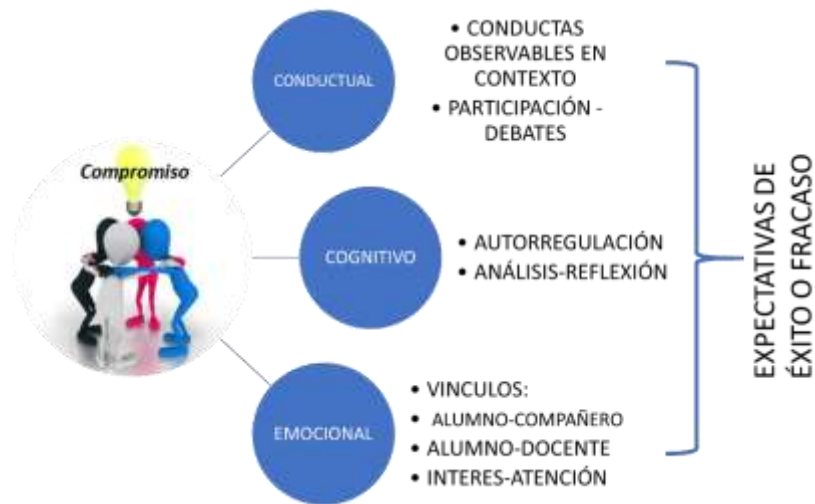 Compromiso
CONDUCTUAL
• CONDUCTAS
OBSERVABLES EN
CONTEXTO
• PARTICIPACIÓN -
DEBATES
COGNITIVO
• AUTORREGULACIÓN
• ANÁLISIS-REFLEXIÓN
EMOCIONAL
• VINCULOS:
• ALUMNO-COMPAÑERO
• ALUMNO-DOCENTE
• INTERES-ATENCIÓN
EXPECTATIVAS DE
ÉXITO O FRACASO